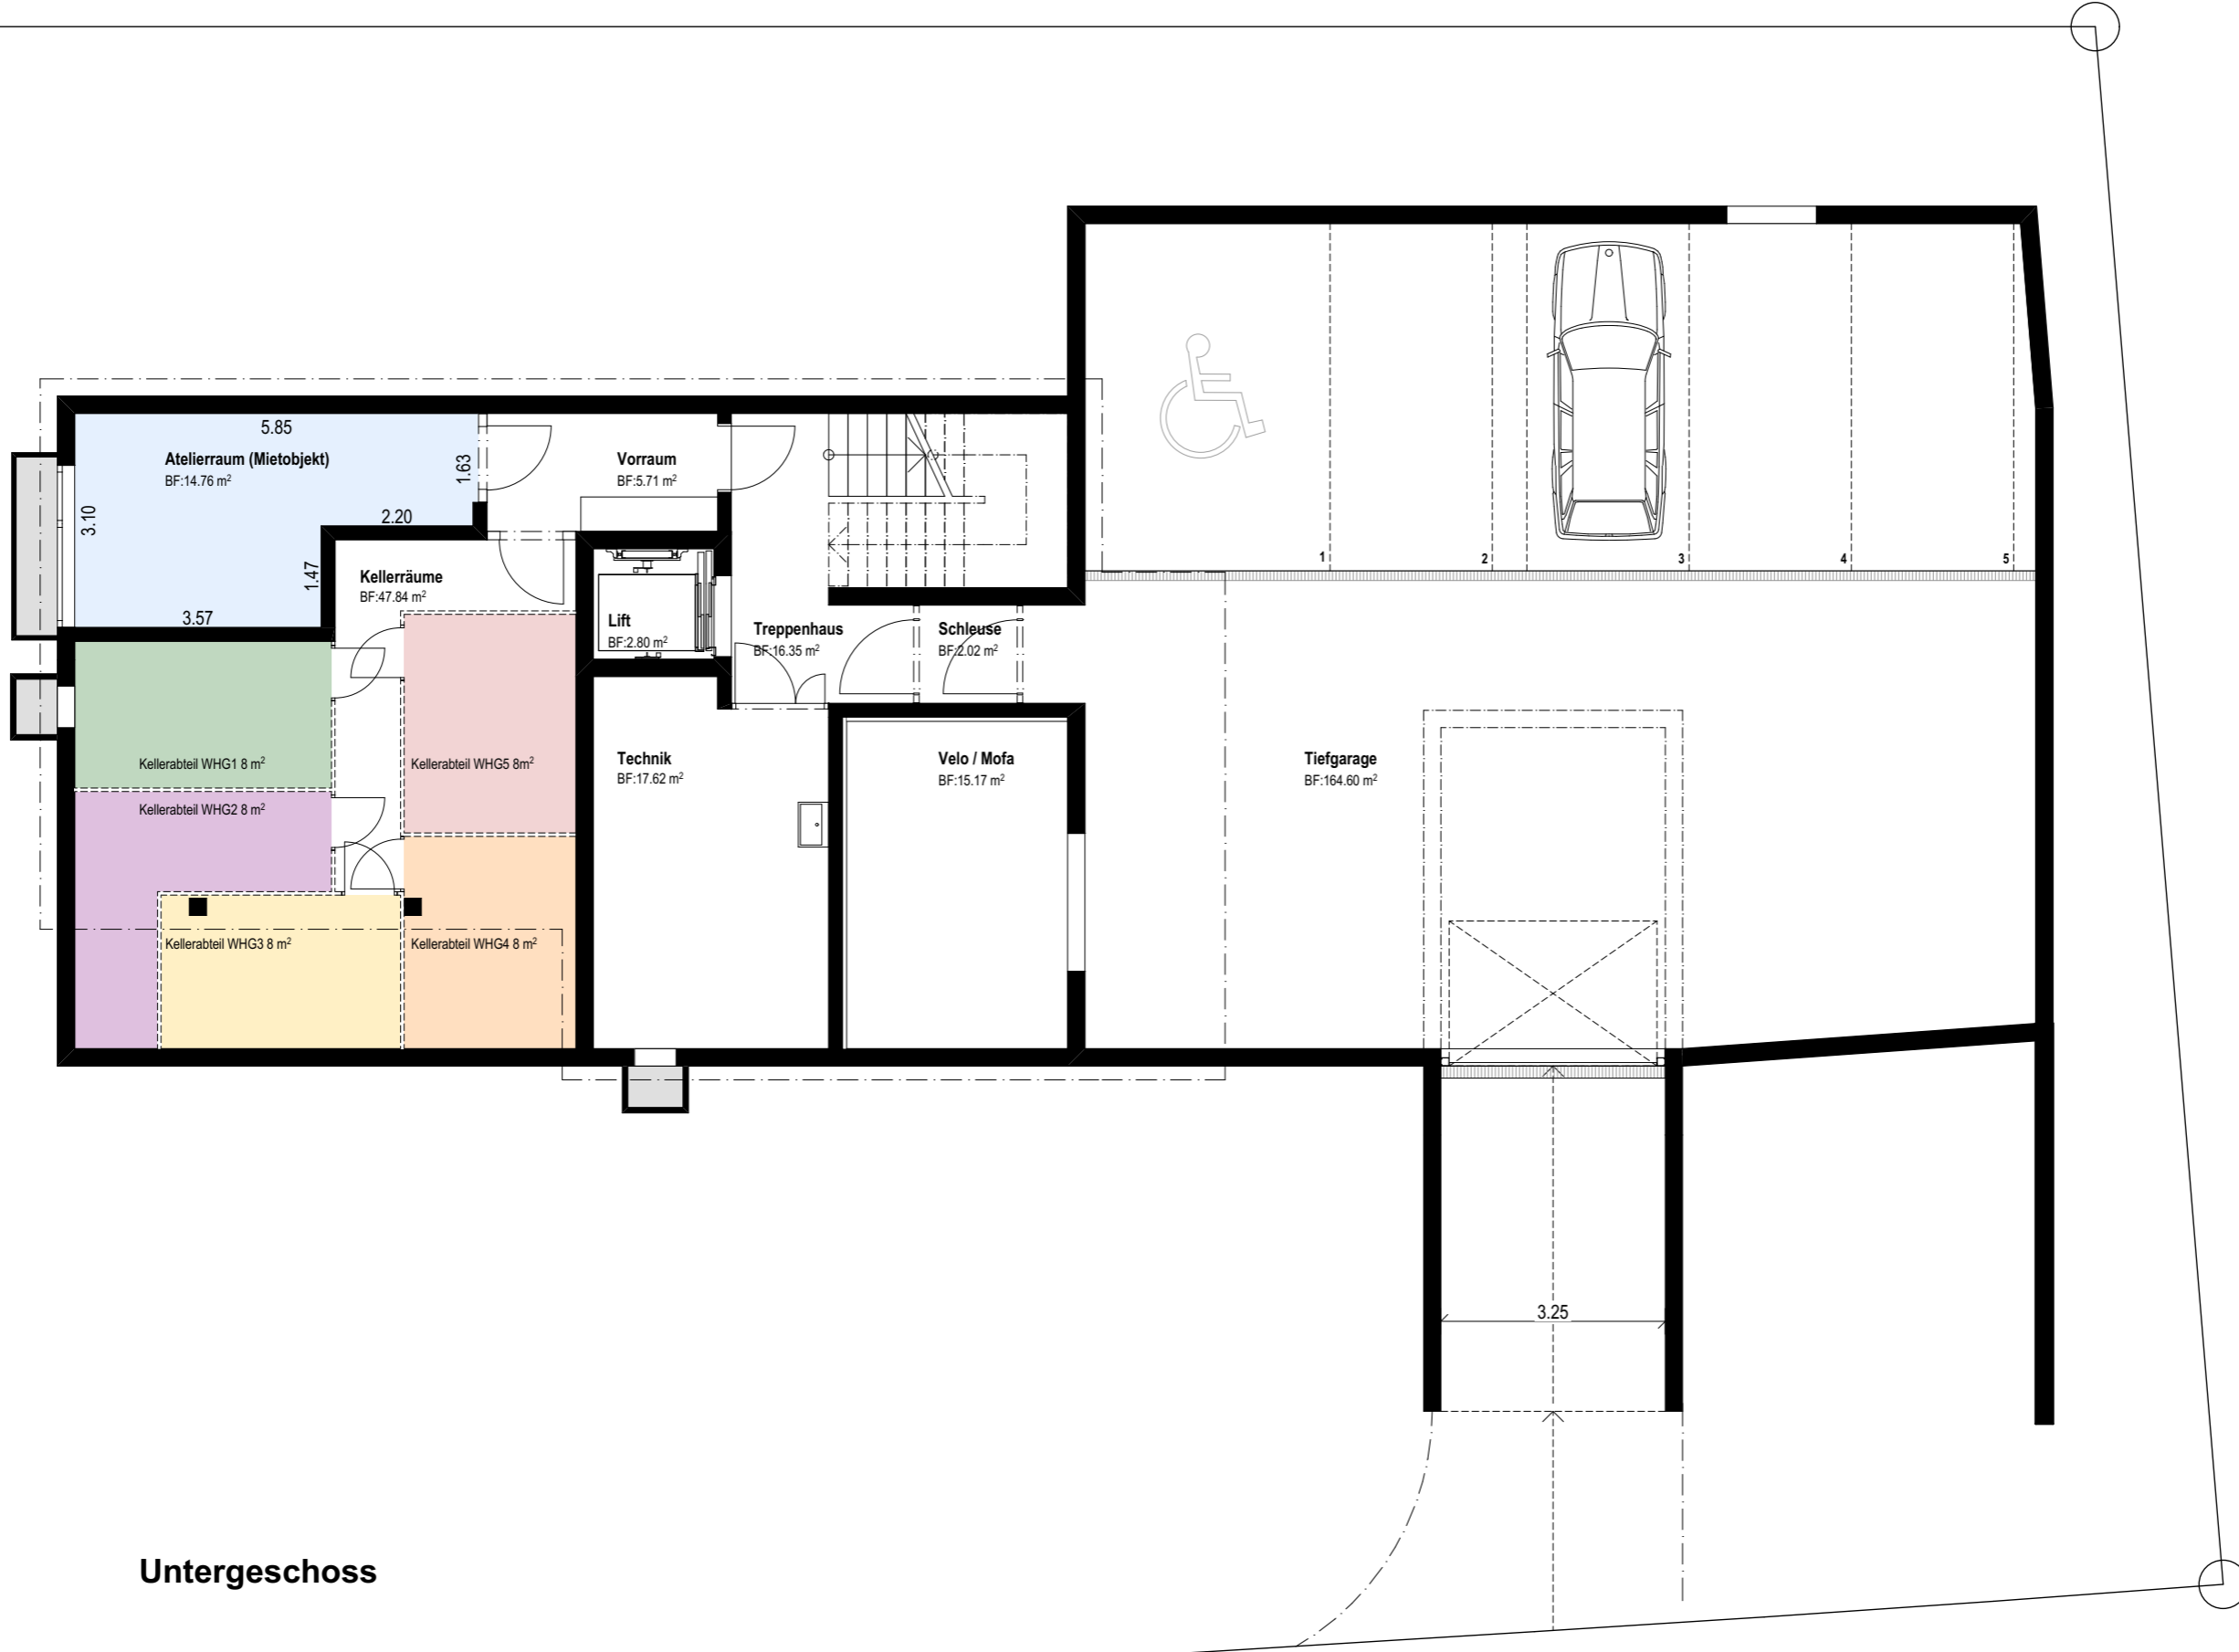 5.85
Atelierraum (Mietobjekt)
BF:14.76 m²
1.63
3.10
2.20
1.47
3.57
Vorraum
BF:5.71 m²
Kellerräume
BF:47.84 m²
Lift
BF:2.80 m²
Treppenhaus
BF:16.35 m²
Schleuse
BF:2.02 m²
1
2
3
4
5
Kellerabteil WHG1 8 m²
Kellerabteil WHG5 8m²
Kellerabteil WHG2 8 m²
Kellerabteil WHG3 8 m²
Kellerabteil WHG4 8 m²
Technik
BF:17.62 m²
Velo / Mofa
BF:15.17 m²
Tiefgarage
BF:164.60 m²
3.25
Untergeschoss